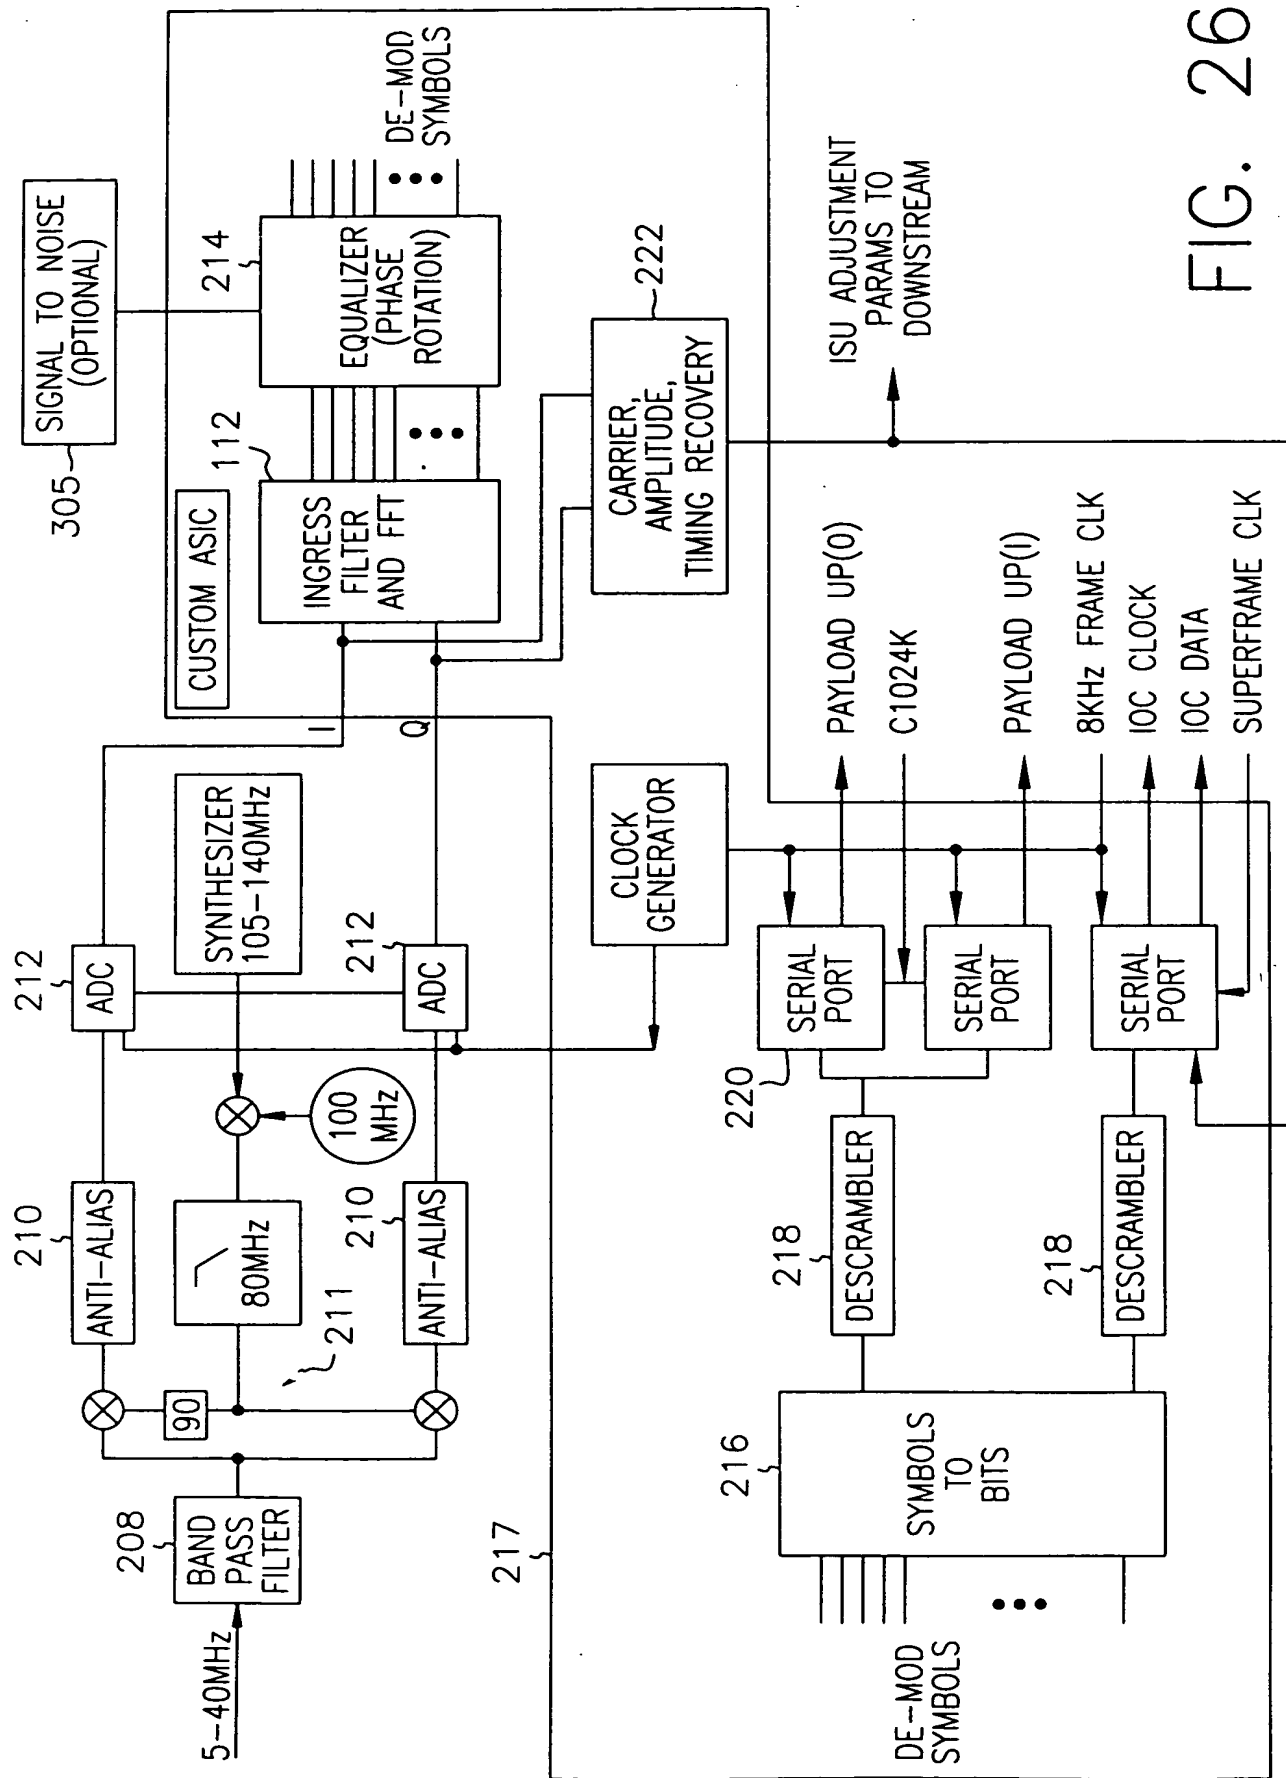 5-40MHz
208
BAND
PASS
FILTER
90
211
210
ANTI-ALIAS
80MHz
210
ANTI-ALIAS
100
MHz
212
ADC
SYNTHESIZER
105-140MHz
212
ADC
I
Q
CUSTOM ASIC
305
SIGNAL TO NOISE
(OPTIONAL)
112
INGRESS
FILTER
AND FFT
214
EQUALIZER
(PHASE
ROTATION)
DE-MOD
SYMBOLS
222
CARRIER,
AMPLITUDE,
TIMING RECOVERY
ISU ADJUSTMENT
PARAMS TO
DOWNSTREAM
217
CLOCK
GENERATOR
DE-MOD
SYMBOLS
216
SYMBOLS
TO
BITS
218
DESCRAMBLER
218
DESCRAMBLER
220
SERIAL
PORT
SERIAL
PORT
SERIAL
PORT
PAYLOAD UP(0)
C1024K
PAYLOAD UP(I)
8KHz FRAME CLK
IOC CLOCK
IOC DATA
SUPERFRAME CLK
FIG. 26